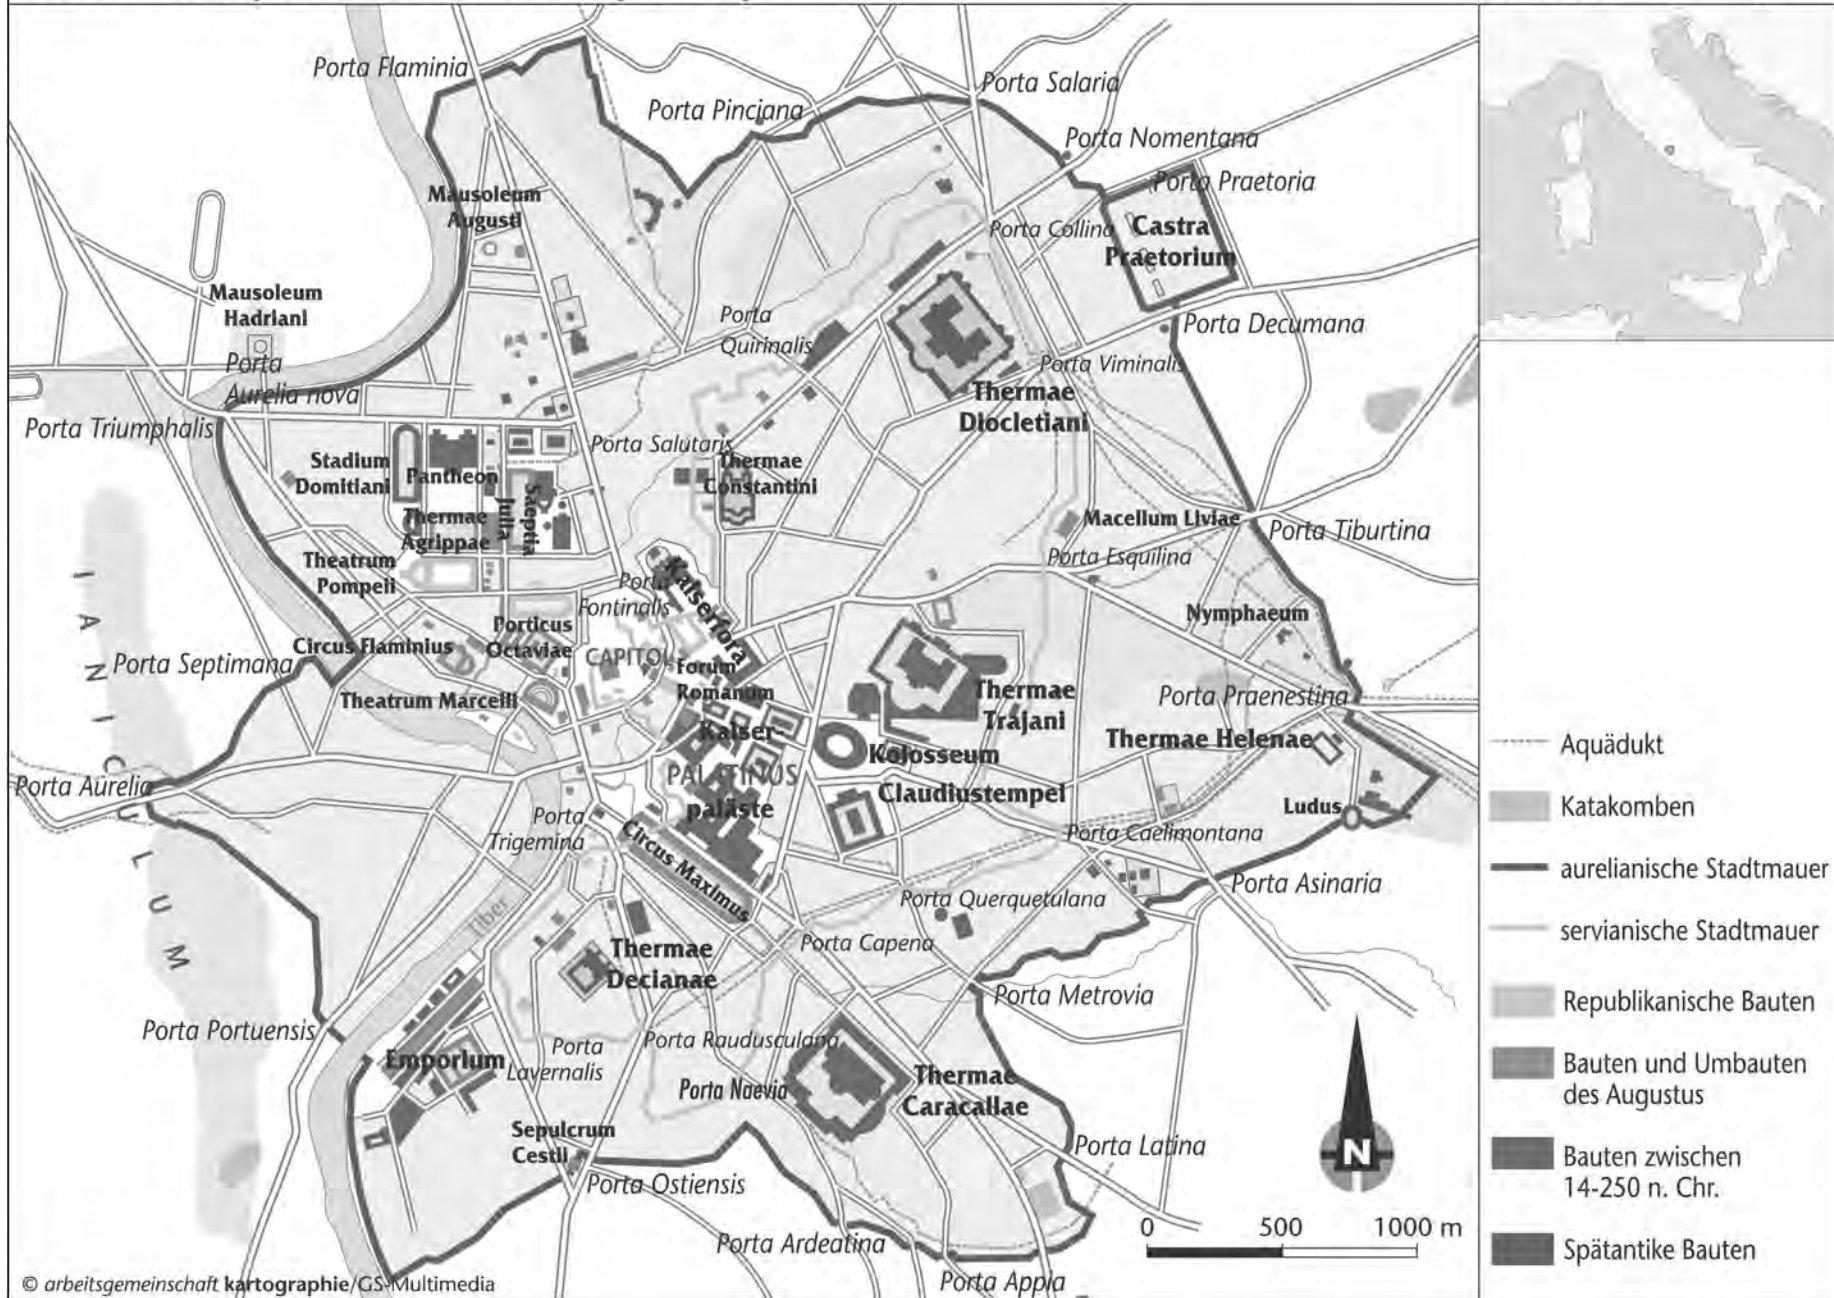 Porta Flaminia
Porta Pinciana
Porta Salaria
Porta Nomentana
Porta Praetoria
Mausoleum
Augusti
Porta Collina
Castra
Praetorium
Mausoleum
Hadriani
Porta
Quirinalis
Porta Decumana
Porta
Aurelia nova
Porta Viminalis
Thermae
Diocletiani
Porta Triumphalis
Porta Salutaris
Stadium
Domitiani
Pantheon
Thermae
Constantini
Thermae
Agrippae
Saeptia
Julia
Macellum Liviae
Porta Tiburtina
Porta Esquilina
Theatrum
Pompeii
Porta
Fontinalis
Kaiserfora
Nymphaeum
Porticus
Octaviae
Circus Flaminius
CAPITOL
Forum
Romanum
Porta Septimana
Theatrum Marcelli
Thermae
Trajani
Porta Praenestina
Kaiser-
paläste
PALATINUS
Kolosseum
Thermae Helenae
Claudiustempel
Ludus
Porta Aurelia
IANICULUM
Porta
Trigemina
Circus Maximus
Porta Caelimontana
Porta Asinaria
Porta Querquetulana
Tiber
Thermae
Decianae
Porta Capena
Porta Metrovia
Porta Portuensis
Emporium
Porta
Lavernalis
Porta Raudusculana
Porta Naevia
Thermae
Caracallae
Sepulcrum
Cestii
Porta Latina
Porta Ostiensis
Porta Ardeatina
Porta Appia
N
0 500 1000 m
© arbeitsgemeinschaft kartographie/GS-Multimedia
Aquädukt
Katakomben
aurelianische Stadtmauer
servianische Stadtmauer
Republikanische Bauten
Bauten und Umbauten
des Augustus
Bauten zwischen
14-250 n. Chr.
Spätantike Bauten